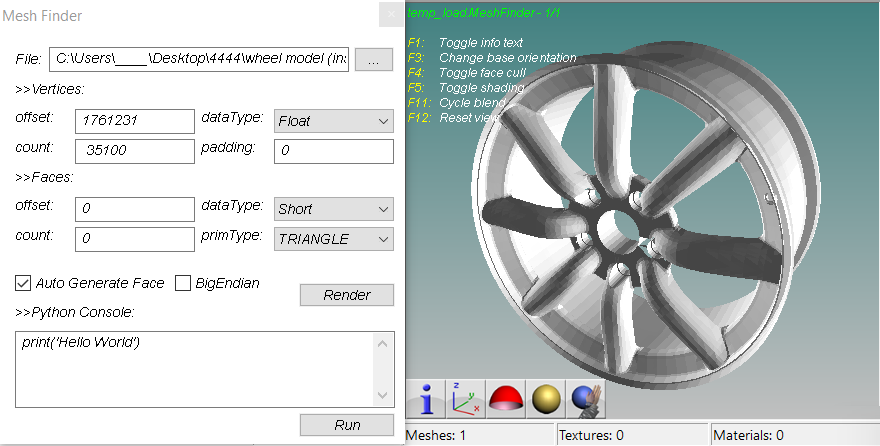 Mesh Finder
File: C:\Users\____\Desktop\4444\wheel model (in
...
>>Vertices:
offset: 1761231 dataType: Float
count: 35100 padding: 0
>>Faces:
offset: 0 dataType: Short
count: 0 primType: TRIANGLE
Auto Generate Face BigEndian
Render
>>Python Console:
print('Hello World')
Run
temp_load;MeshFinder - 1/1
F1: Toggle info text
F3: Change base orientation
F4: Toggle face cull
F5: Toggle shading
F11: Cycle blend
F12: Reset view
i
z
y
x
Meshes: 1
Textures: 0
Materials: 0